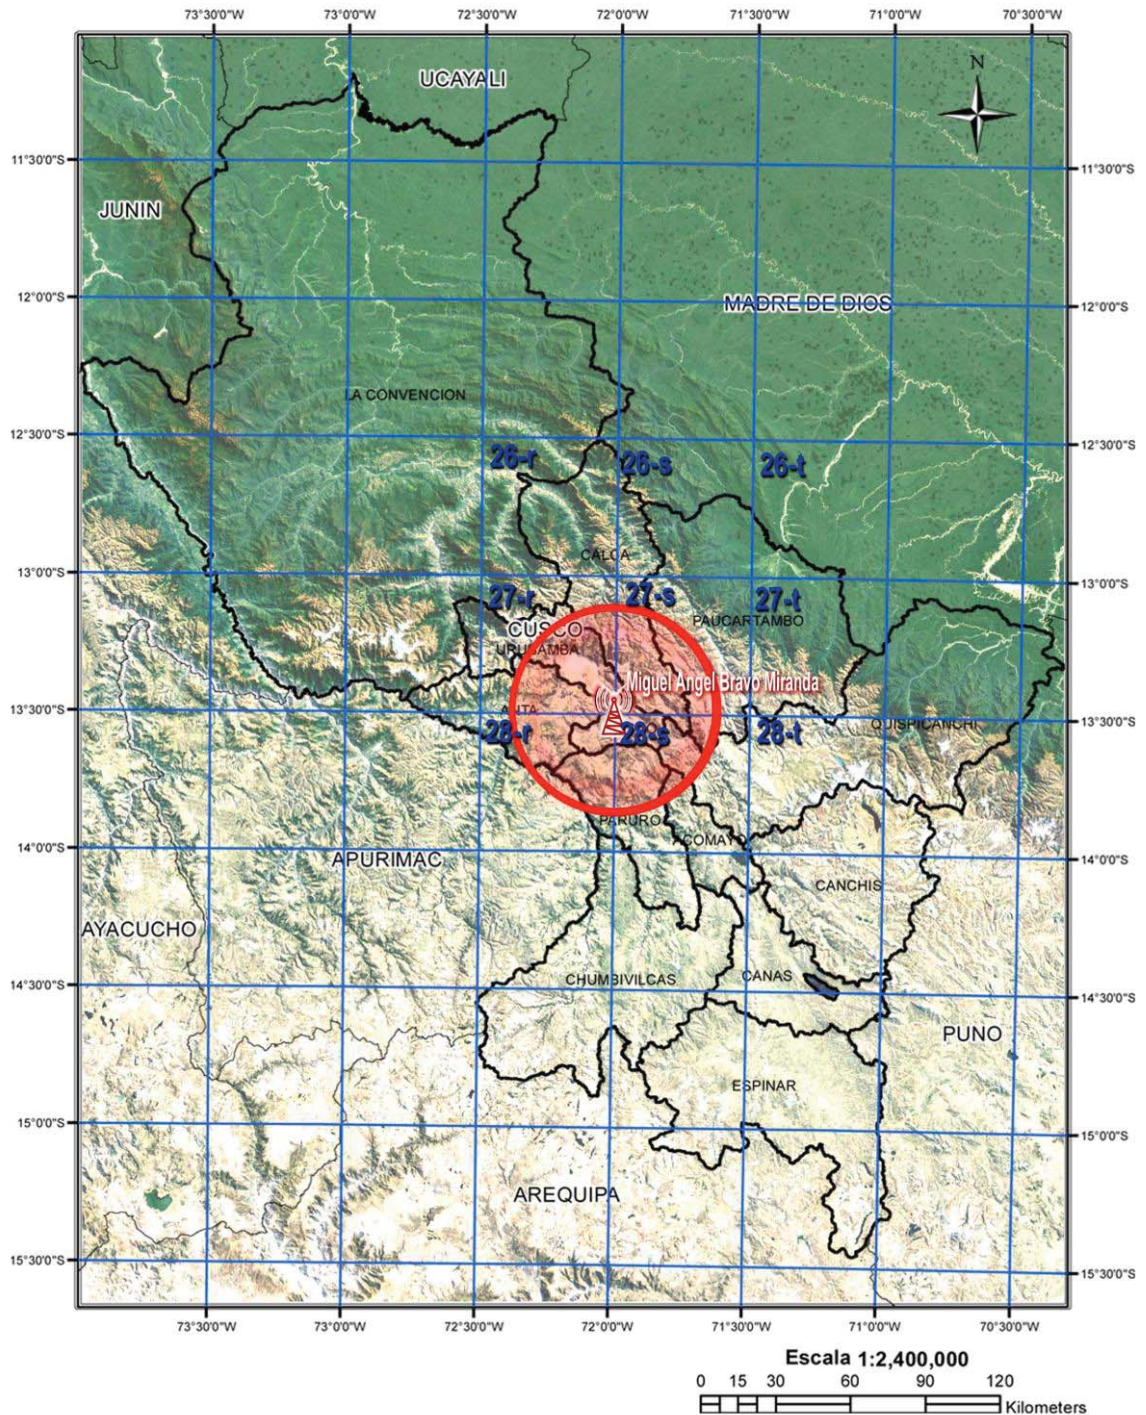 73°30'0"W 73°0'0"W 72°30'0"W 72°0'0"W 71°30'0"W 71°0'0"W 70°30'0"W
UCAYALI
N
11°30'0"S 11°30'0"S
JUNIN
12°0'0"S 12°0'0"S
MADRE DE DIOS
LA CONVENCION
12°30'0"S 12°30'0"S
26-r 26-s 26-t
CALCA
13°0'0"S 13°0'0"S
27-r 27-s 27-t
PAUCARTAMBO
CUSCO
URUBAMBA
Miguel Angel Bravo Miranda
ANTA
13°30'0"S 13°30'0"S
QUISPICANCHI
28-r 28-s 28-t
PARURO
ACOMAY
14°0'0"S 14°0'0"S
APURIMAC
CANCHIS
AYACUCHO
CHUMBIVILCAS CANAS
14°30'0"S 14°30'0"S
PUNO
ESPINAR
15°0'0"S 15°0'0"S
AREQUIPA
15°30'0"S 15°30'0"S
73°30'0"W 73°0'0"W 72°30'0"W 72°0'0"W 71°30'0"W 71°0'0"W 70°30'0"W
Escala 1:2,400,000
0 15 30 60 90 120
Kilometers